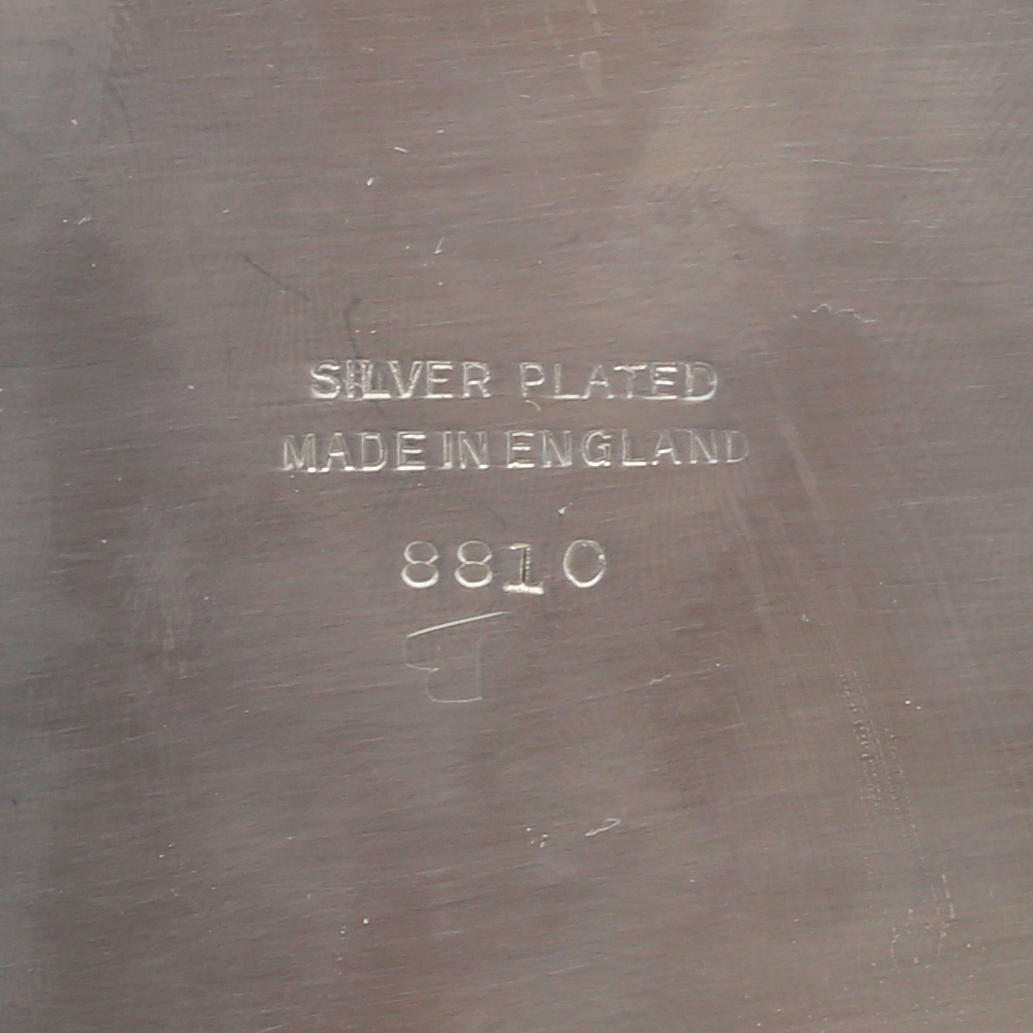 SILVER PLATED
MADE IN ENGLAND
8810